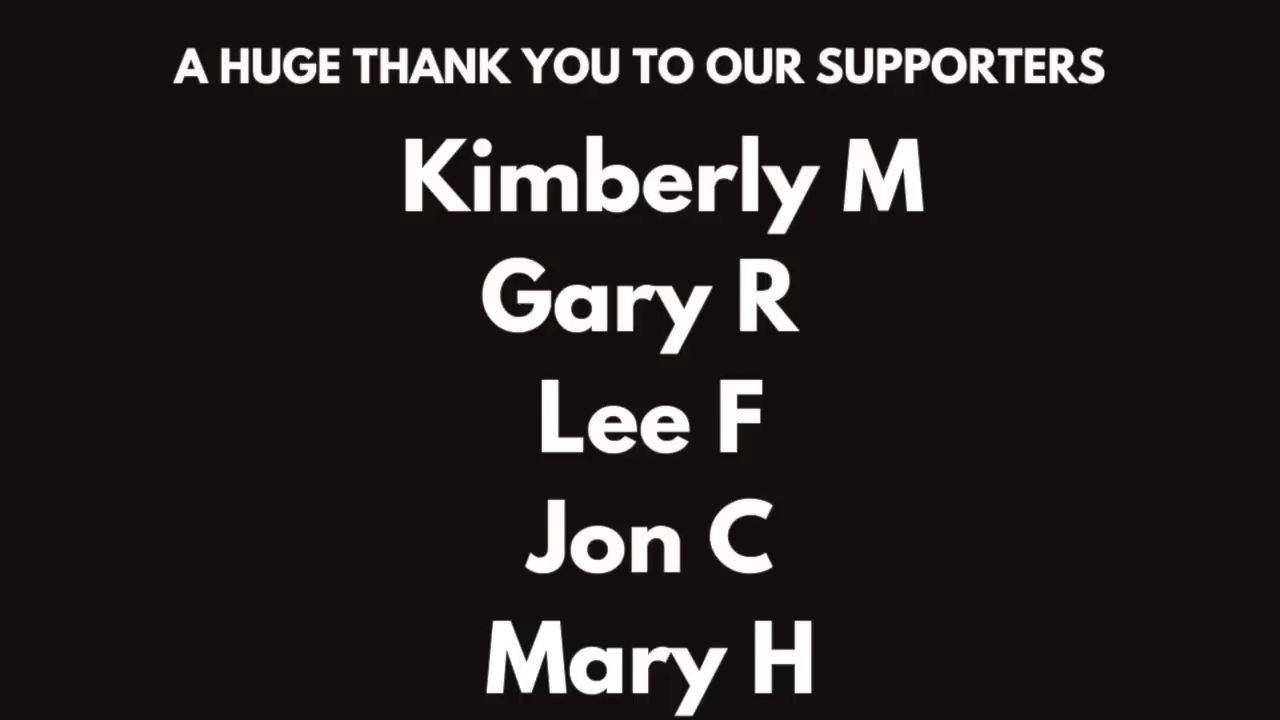 A HUGE THANK YOU TO OUR SUPPORTERS
Kimberly M
Gary R
Lee F
Jon C
Mary H